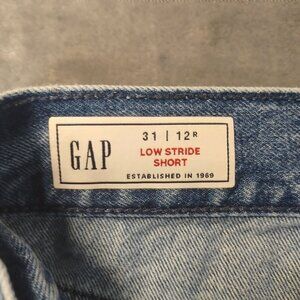 GAP
31 | 12R
LOW STRIDE
SHORT
ESTABLISHED IN 1969